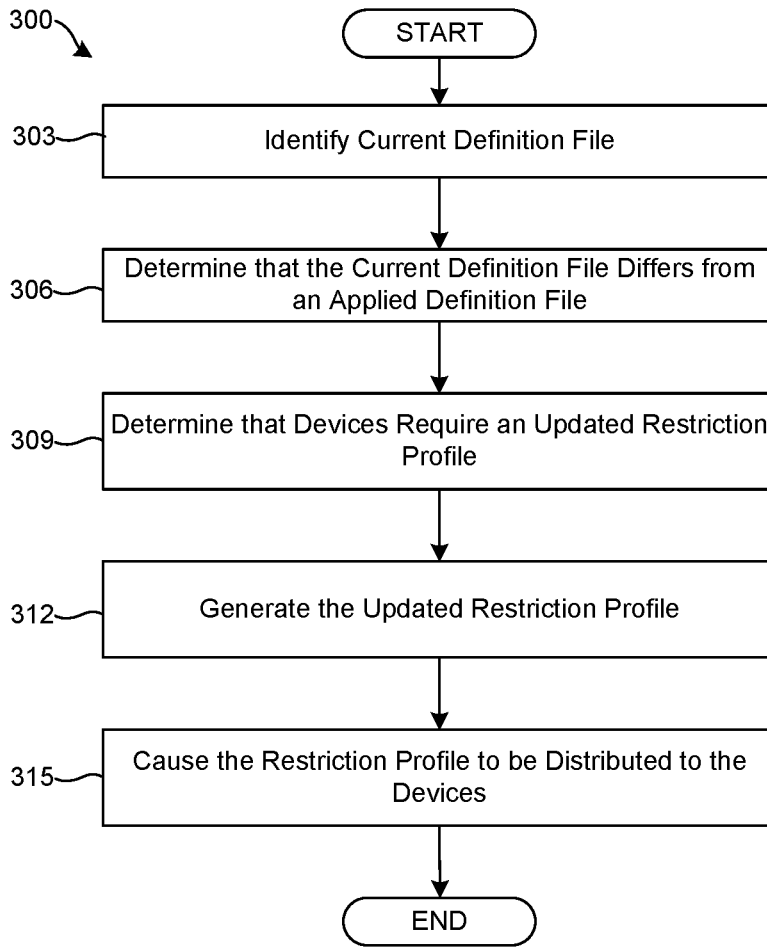 300
START
303
Identify Current Definition File
306
Determine that the Current Definition File Differs from
an Applied Definition File
309
Determine that Devices Require an Updated Restriction
Profile
312
Generate the Updated Restriction Profile
315
Cause the Restriction Profile to be Distributed to the
Devices
END